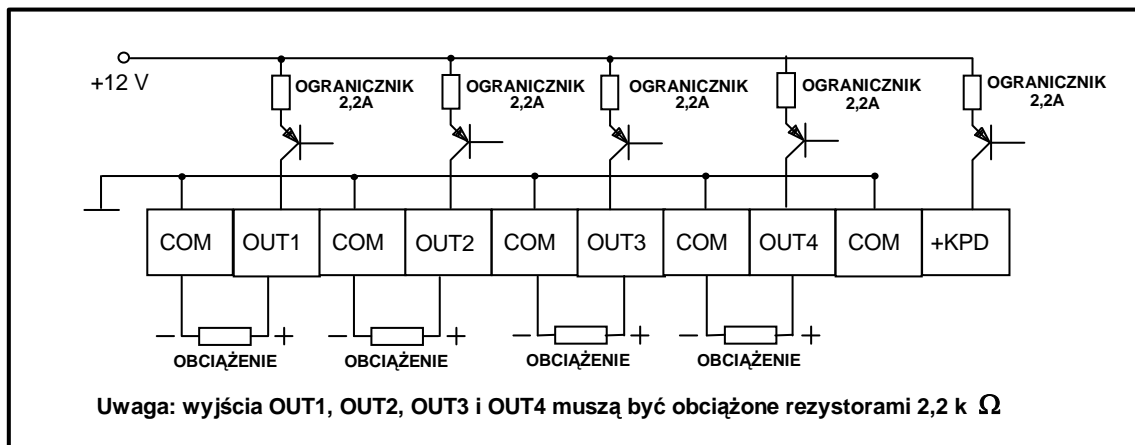 +12 V
OGRANICZNIK
2,2A
OGRANICZNIK
2,2A
OGRANICZNIK
2,2A
OGRANICZNIK
2,2A
OGRANICZNIK
2,2A
COM OUT1 COM OUT2 COM OUT3 COM OUT4 COM +KPD
− + − + − + − +
OBCIĄŻENIE OBCIĄŻENIE OBCIĄŻENIE OBCIĄŻENIE
Uwaga: wyjścia OUT1, OUT2, OUT3 i OUT4 muszą być obciążone rezystorami 2,2 k Ω